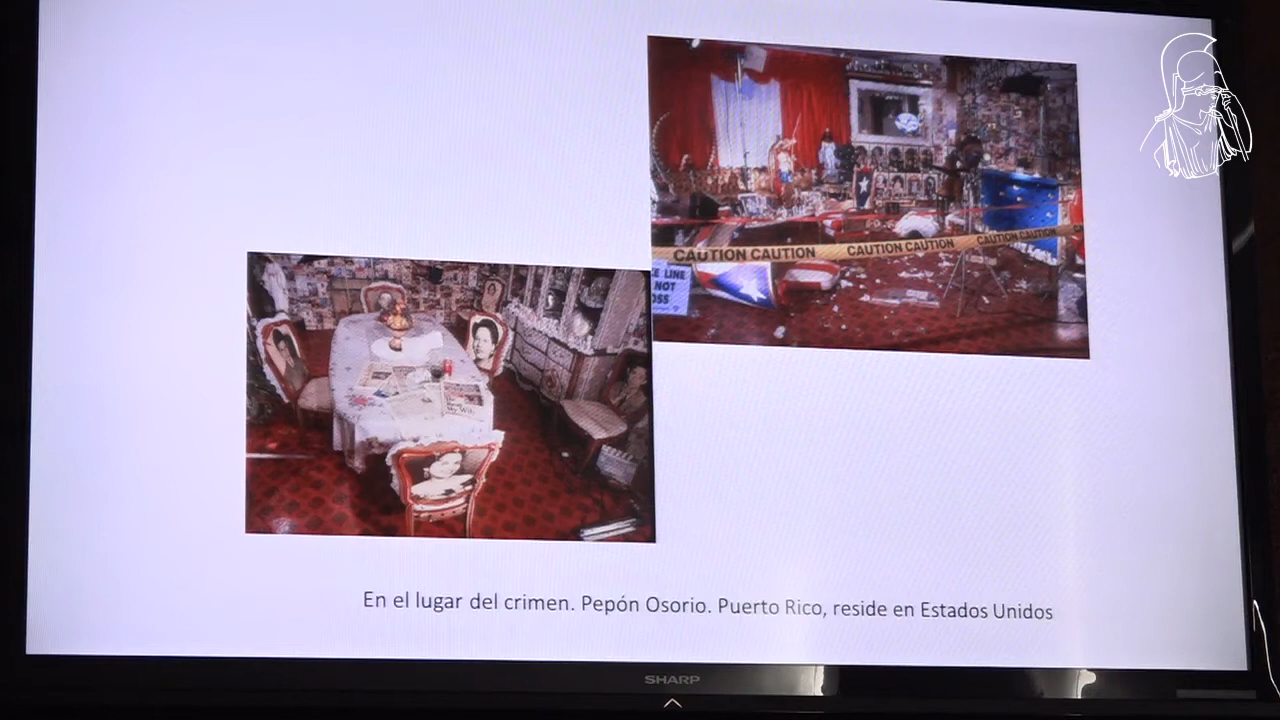 CAUTION CAUTION CAUTION CAUTION CAUTION CAUTION
E LINE
NOT
OSS
En el lugar del crimen. Pepón Osorio. Puerto Rico, reside en Estados Unidos
SHARP